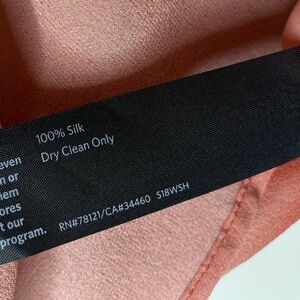 100% Silk
Dry Clean Only
RN#78121/CA#34460 S18WSH
even
n or
hem
ores
t our
program.